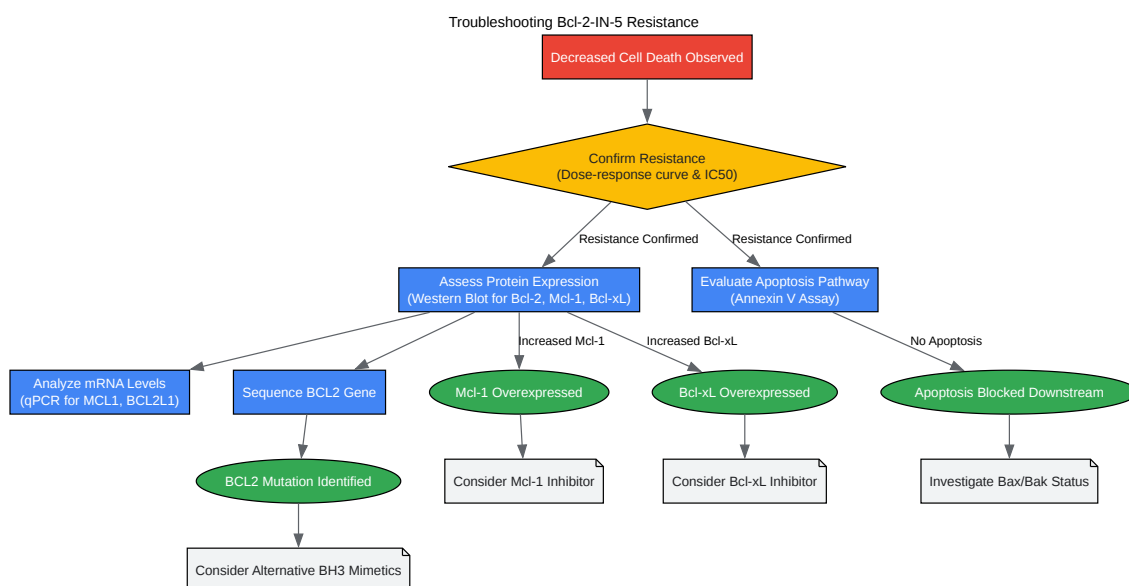 Troubleshooting Bcl-2-IN-5 Resistance
Decreased Cell Death Observed
Confirm Resistance
(Dose-response curve & IC50)
Resistance Confirmed
Resistance Confirmed
Assess Protein Expression
(Western Blot for Bcl-2, Mcl-1, Bcl-xL)
Evaluate Apoptosis Pathway
(Annexin V Assay)
Increased Mcl-1
Increased Bcl-xL
No Apoptosis
Analyze mRNA Levels
(qPCR for MCL1, BCL2L1)
Sequence BCL2 Gene
Mcl-1 Overexpressed
Bcl-xL Overexpressed
Apoptosis Blocked Downstream
BCL2 Mutation Identified
Consider Mcl-1 Inhibitor
Consider Bcl-xL Inhibitor
Investigate Bax/Bak Status
Consider Alternative BH3 Mimetics